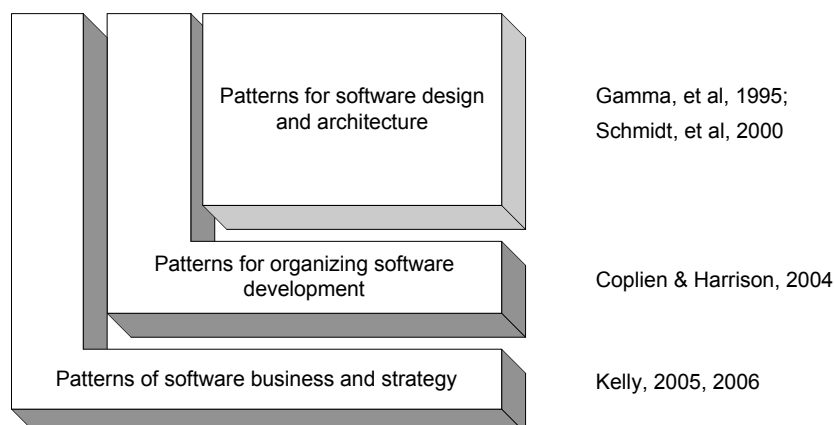 Patterns for software design
and architecture
Gamma, et al, 1995;
Schmidt, et al, 2000
Patterns for organizing software
development
Coplien & Harrison, 2004
Patterns of software business and strategy
Kelly, 2005, 2006